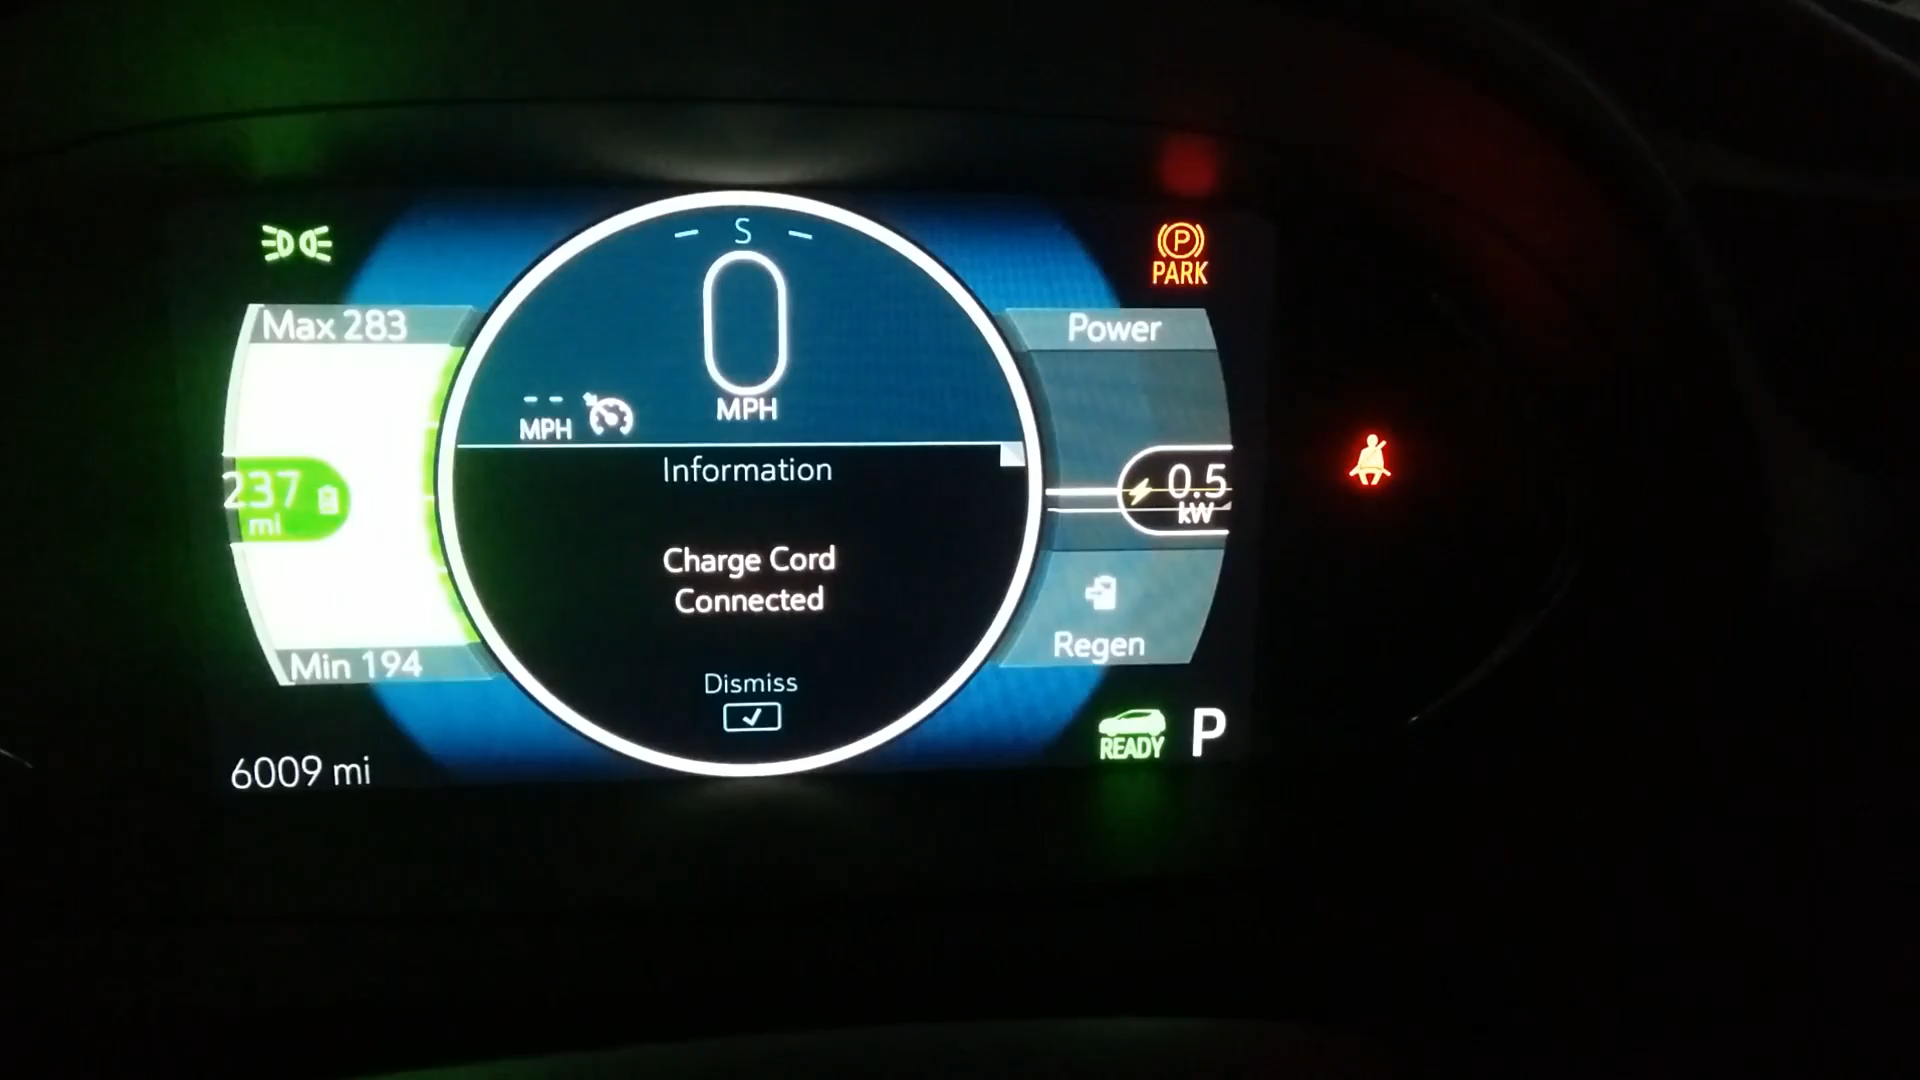 S
P
PARK
Max 283
Power
0
-- MPH
MPH
Information
237
mi
0.5
kW
Charge Cord
Connected
Regen
Min 194
Dismiss
READY
P
6009 mi